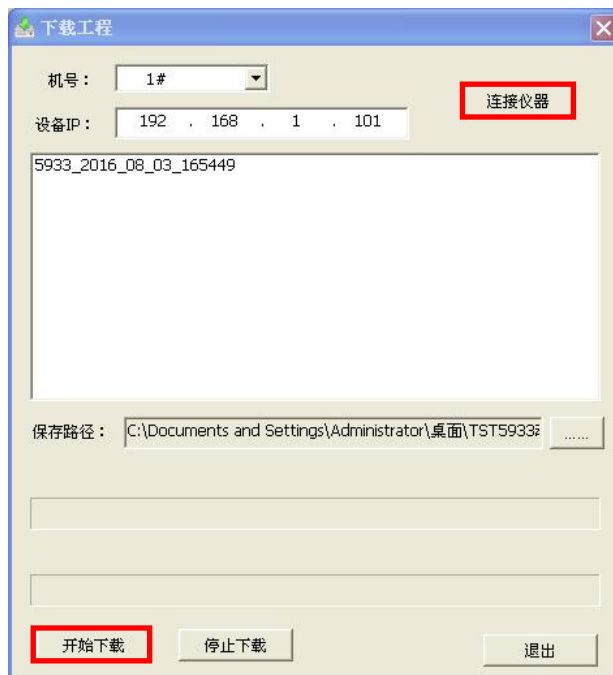 下载工程
机号： 1#
连接仪器
设备IP： 192 . 168 . 1 . 101
5933_2016_08_03_165449
保存路径： C:\Documents and Settings\Administrator\桌面\TST5933 ......
开始下载 停止下载 退出